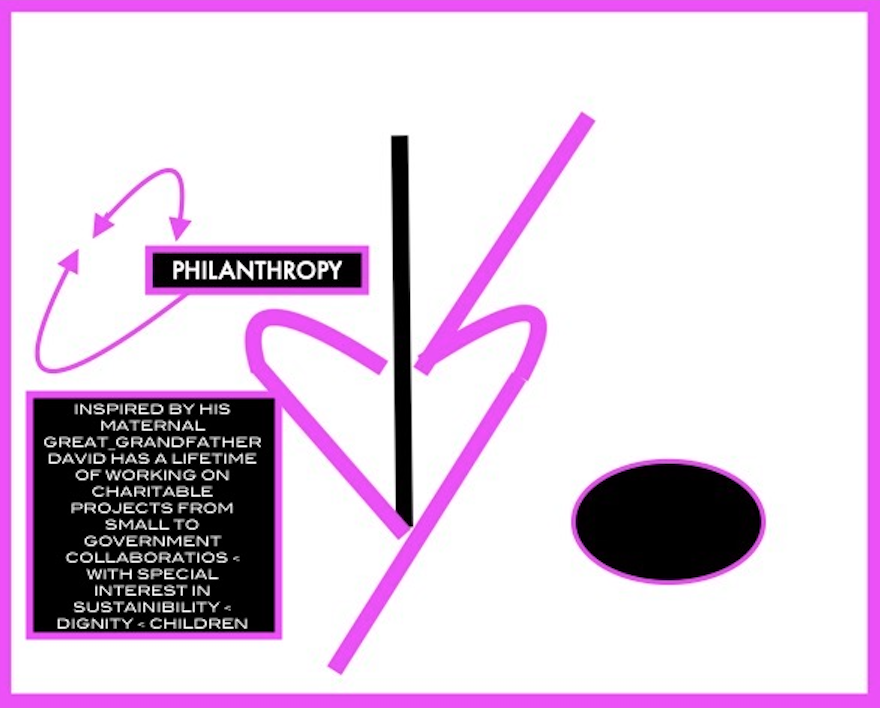 PHILANTHROPY
INSPIRED BY HIS
MATERNAL
GREAT_GRANDFATHER
DAVID HAS A LIFETIME
OF WORKING ON
CHARITABLE
PROJECTS FROM
SMALL TO
GOVERNMENT
COLLABORATIOS <
WITH SPECIAL
INTEREST IN
SUSTAINIBILITY <
DIGNITY < CHILDREN